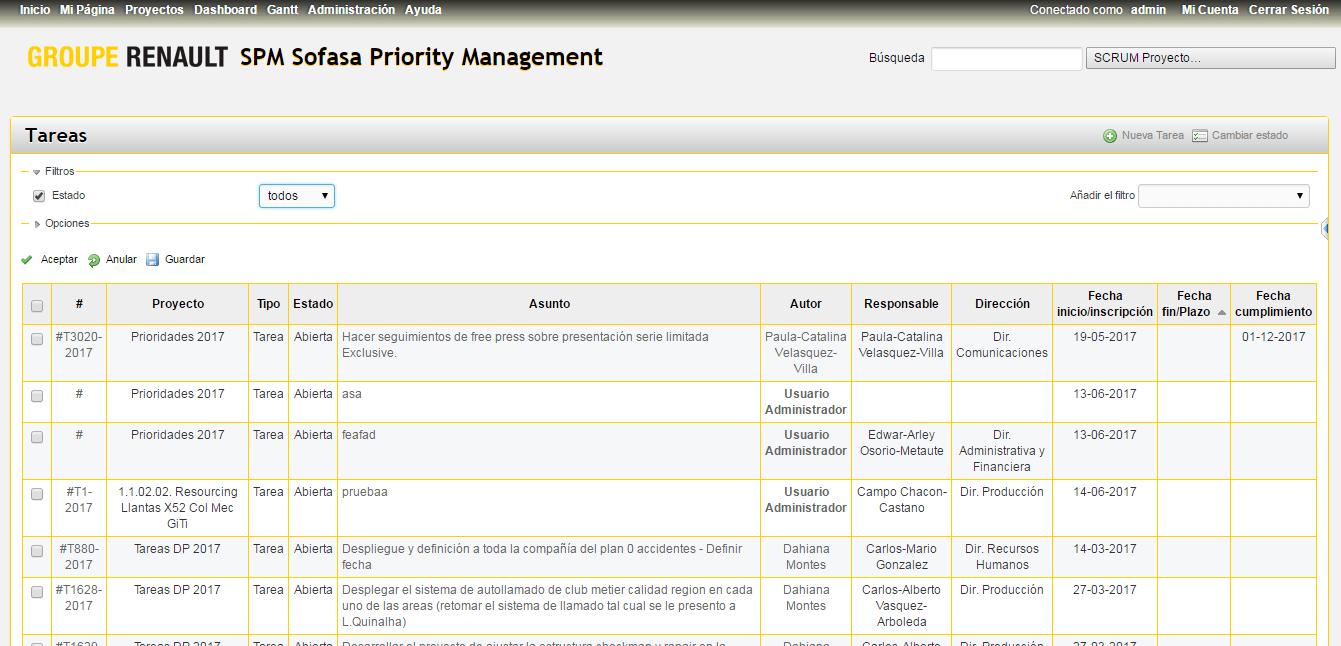 Inicio Mi Página Proyectos Dashboard Gantt Administración Ayuda
Conectado como admin Mi Cuenta Cerrar Sesión
GROUPE RENAULT SPM Sofasa Priority Management
Búsqueda SCRUM Proyecto...
Tareas
Nueva Tarea Cambiar estado
Filtros
Estado todos Añadir el filtro
Opciones
Aceptar Anular Guardar
# Proyecto Tipo Estado Asunto Autor Responsable Dirección Fecha inicio/inscripción Fecha fin/Plazo Fecha cumplimiento
#T3020-2017 Prioridades 2017 Tarea Abierta Hacer seguimientos de free press sobre presentación serie limitada Exclusive. Paula-Catalina Velasquez-Villa Paula-Catalina Velasquez-Villa Dir. Comunicaciones 19-05-2017 01-12-2017
# Prioridades 2017 Tarea Abierta asa Usuario Administrador 13-06-2017
# Prioridades 2017 Tarea Abierta feafad Usuario Administrador Edwar-Arley Osorio-Metaute Dir. Administrativa y Financiera 13-06-2017
#T1-2017 1.1.02.02. Resourcing Llantas X52 Col Mec GiTi Tarea Abierta pruebaa Usuario Administrador Campo Chacon-Castano Dir. Producción 14-06-2017
#T880-2017 Tareas DP 2017 Tarea Abierta Despliegue y definición a toda la compañía del plan 0 accidentes - Definir fecha Dahiana Montes Carlos-Mario Gonzalez Dir. Recursos Humanos 14-03-2017
#T1628-2017 Tareas DP 2017 Tarea Abierta Desplegar el sistema de autollamado de club metier calidad region en cada uno de las areas (retomar el sistema de llamado tal cual se le presento a L.Quinalha) Dahiana Montes Carlos-Alberto Vasquez-Arboleda Dir. Producción 27-03-2017